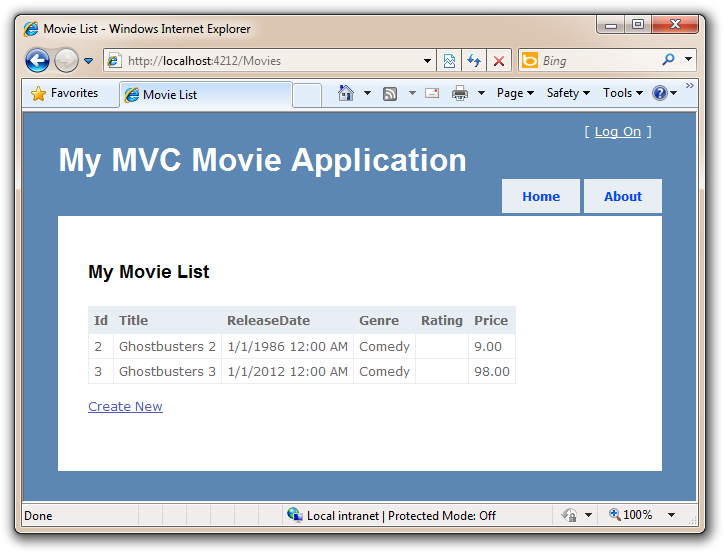 Movie List - Windows Internet Explorer
http://localhost:4212/Movies
Bing
Favorites
Movie List
Page
Safety
Tools
»
[ Log On ]
My MVC Movie Application
Home
About
My Movie List
Id Title ReleaseDate Genre Rating Price
2 Ghostbusters 2 1/1/1986 12:00 AM Comedy 9.00
3 Ghostbusters 3 1/1/2012 12:00 AM Comedy 98.00
Create New
Done
Local intranet | Protected Mode: Off
100%